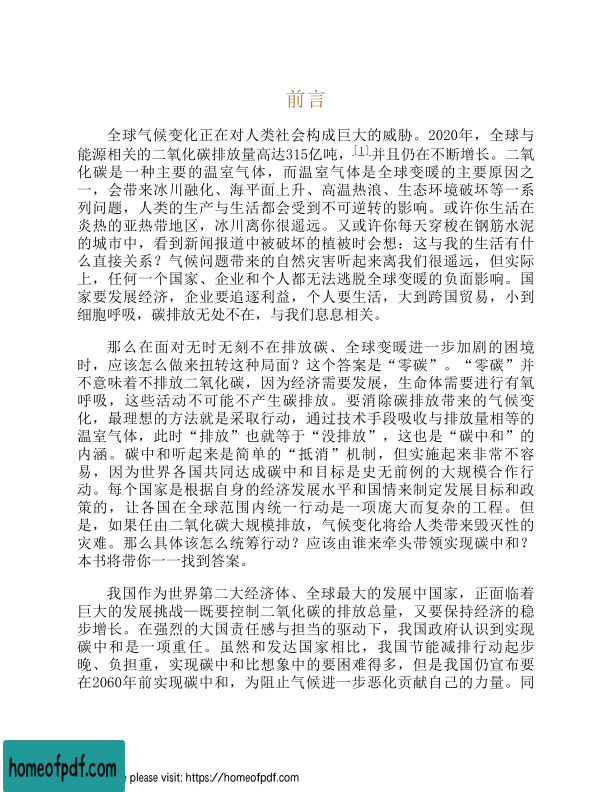 前言
全球气候变化正在对人类社会构成巨大的威胁。2020年，全球与
能源相关的二氧化碳排放量高达315亿吨，[1]并且仍在不断增长。二氧
化碳是一种主要的温室气体，而温室气体是全球变暖的主要原因之
一，会带来冰川融化、海平面上升、高温热浪、生态环境破坏等一系
列问题，人类的生产与生活都会受到不可逆转的影响。或许你生活在
炎热的亚热带地区，冰川离你很遥远。又或许你每天穿梭在钢筋水泥
的城市中，看到新闻报道中被破坏的植被时会想：这与我的生活有什
么直接关系？气候问题带来的自然灾害听起来离我们很遥远，但实际
上，任何一个国家、企业和个人都无法逃脱全球变暖的负面影响。国
家要发展经济，企业要追逐利益，个人要生活，大到跨国贸易，小到
细胞呼吸，碳排放无处不在，与我们息息相关。
那么在面对无时无刻不在排放碳、全球变暖进一步加剧的困境
时，应该怎么做来扭转这种局面？这个答案是“零碳”。“零碳”并
不意味着不排放二氧化碳，因为经济需要发展，生命体需要进行有氧
呼吸，这些活动不可能不产生碳排放。要消除碳排放带来的气候变
化，最理想的方法就是采取行动，通过技术手段吸收与排放量相等的
温室气体，此时“排放”也就等于“没排放”，这也是“碳中和”的
内涵。碳中和听起来是简单的“抵消”机制，但实施起来非常不容
易，因为世界各国共同达成碳中和目标是史无前例的大规模合作行
动。每个国家是根据自身的经济发展水平和国情来制定发展目标和政
策的，让各国在全球范围内统一行动是一项庞大而复杂的工程。但
是，如果任由二氧化碳大规模排放，气候变化将给人类带来毁灭性的
灾难。那么具体该怎么统筹行动？应该由谁来牵头带领实现碳中和？
本书将带你一一找到答案。
我国作为世界第二大经济体、全球最大的发展中国家，正面临着
巨大的发展挑战—既要控制二氧化碳的排放总量，又要保持经济的稳
步增长。在强烈的大国责任感与担当的驱动下，我国政府认识到实现
碳中和是一项重任。虽然和发达国家相比，我国节能减排行动起步
晚、负担重，实现碳中和比想象中的要困难得多，但是我国仍宣布要
在2060年前实现碳中和，为阻止气候进一步恶化贡献自己的力量。同
homeofpdf.com
e please visit: https://homeofpdf.com